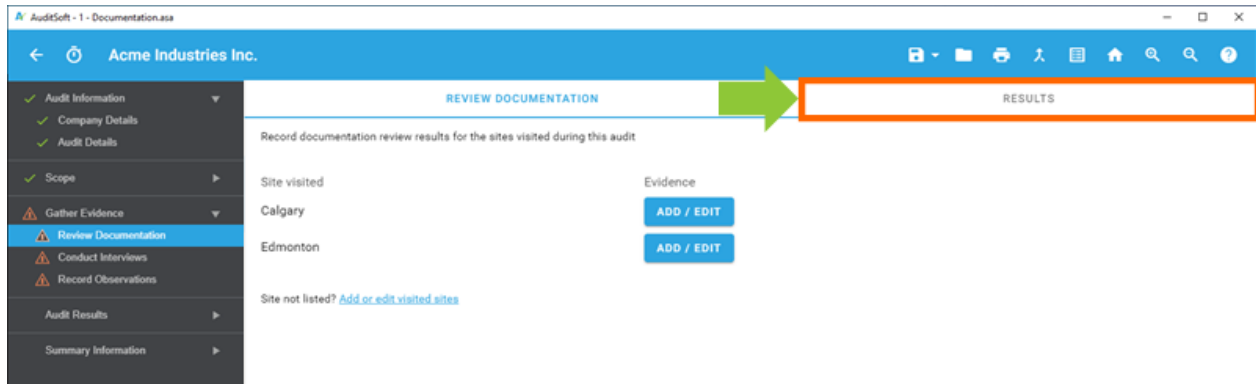 AuditSoft - 1 - Documentation.asa
Acme Industries Inc.
Audit Information
Company Details
Audit Details
Scope
Gather Evidence
Review Documentation
Conduct Interviews
Record Observations
Audit Results
Summary Information
REVIEW DOCUMENTATION
RESULTS
Record documentation review results for the sites visited during this audit
Site visited Evidence
Calgary ADD / EDIT
Edmonton ADD / EDIT
Site not listed? Add or edit visited sites